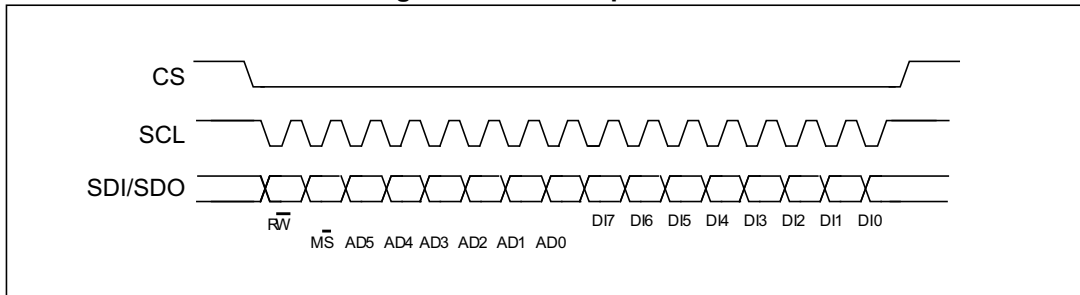 CS
SCL
SDI/SDO
RW DI7 DI6 DI5 DI4 DI3 DI2 DI1 DI0
MS AD5 AD4 AD3 AD2 AD1 AD0